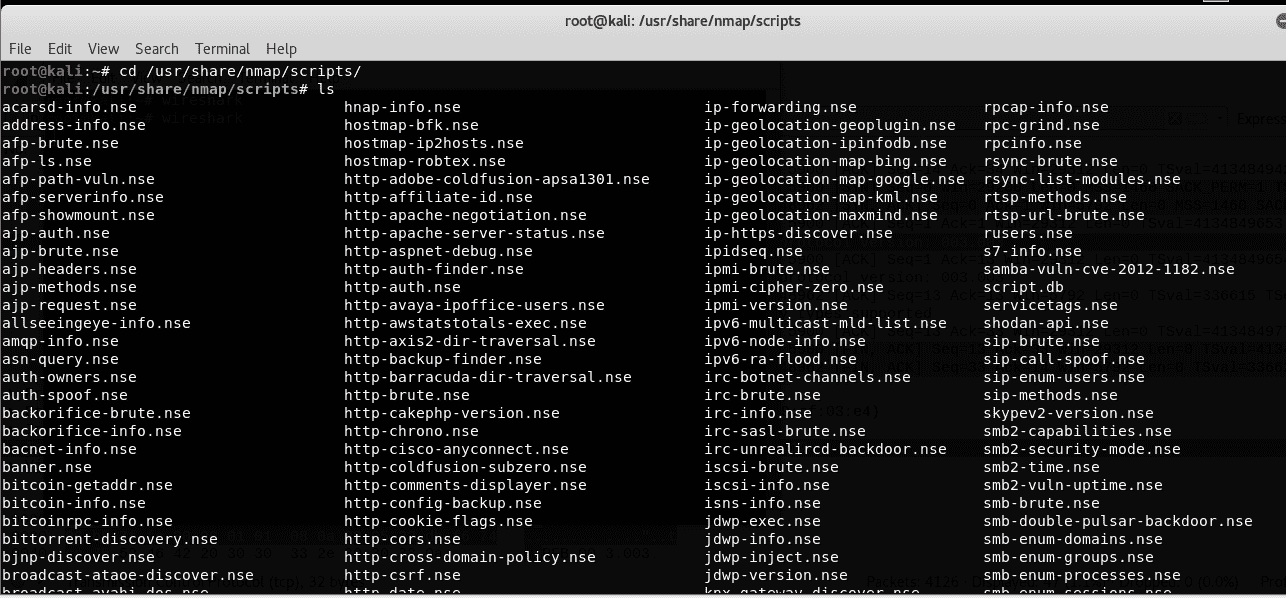 root@kali: /usr/share/nmap/scripts
File Edit View Search Terminal Help
root@kali:~# cd /usr/share/nmap/scripts/
root@kali:/usr/share/nmap/scripts# ls
acarsd-info.nse hnap-info.nse ip-forwarding.nse rpcap-info.nse
address-info.nse hostmap-bfk.nse ip-geolocation-geoplugin.nse rpc-grind.nse
afp-brute.nse hostmap-ip2hosts.nse ip-geolocation-ipinfodb.nse rpcinfo.nse
afp-ls.nse hostmap-robtex.nse ip-geolocation-map-bing.nse rsync-brute.nse
afp-path-vuln.nse http-adobe-coldfusion-apsa1301.nse ip-geolocation-map-google.nse rsync-list-modules.nse
afp-serverinfo.nse http-affiliate-id.nse ip-geolocation-map-kml.nse rtsp-methods.nse
afp-showmount.nse http-apache-negotiation.nse ip-geolocation-maxmind.nse rtsp-url-brute.nse
ajp-auth.nse http-apache-server-status.nse ip-https-discover.nse rusers.nse
ajp-brute.nse http-aspnet-debug.nse ipidseq.nse s7-info.nse
ajp-headers.nse http-auth-finder.nse ipmi-brute.nse samba-vuln-cve-2012-1182.nse
ajp-methods.nse http-auth.nse ipmi-cipher-zero.nse script.db
ajp-request.nse http-avaya-ipoffice-users.nse ipmi-version.nse servicetags.nse
allseeingeye-info.nse http-awstatstotals-exec.nse ipv6-multicast-mld-list.nse shodan-api.nse
amqp-info.nse http-axis2-dir-traversal.nse ipv6-node-info.nse sip-brute.nse
asn-query.nse http-backup-finder.nse ipv6-ra-flood.nse sip-call-spoof.nse
auth-owners.nse http-barracuda-dir-traversal.nse irc-botnet-channels.nse sip-enum-users.nse
auth-spoof.nse http-brute.nse irc-brute.nse sip-methods.nse
backorifice-brute.nse http-cakephp-version.nse irc-info.nse skypev2-version.nse
backorifice-info.nse http-chrono.nse irc-sasl-brute.nse smb2-capabilities.nse
bacnet-info.nse http-cisco-anyconnect.nse irc-unrealircd-backdoor.nse smb2-security-mode.nse
banner.nse http-coldfusion-subzero.nse iscsi-brute.nse smb2-time.nse
bitcoin-getaddr.nse http-comments-displayer.nse iscsi-info.nse smb2-vuln-uptime.nse
bitcoin-info.nse http-config-backup.nse isns-info.nse smb-brute.nse
bitcoinrpc-info.nse http-cookie-flags.nse jdwp-exec.nse smb-double-pulsar-backdoor.nse
bittorrent-discovery.nse http-cors.nse jdwp-info.nse smb-enum-domains.nse
bjnp-discover.nse http-cross-domain-policy.nse jdwp-inject.nse smb-enum-groups.nse
broadcast-ataoe-discover.nse http-csrf.nse jdwp-version.nse smb-enum-processes.nse
broadcast-avahi-dos.nse http-date.nse knx-gateway-discover.nse smb-enum-sessions.nse